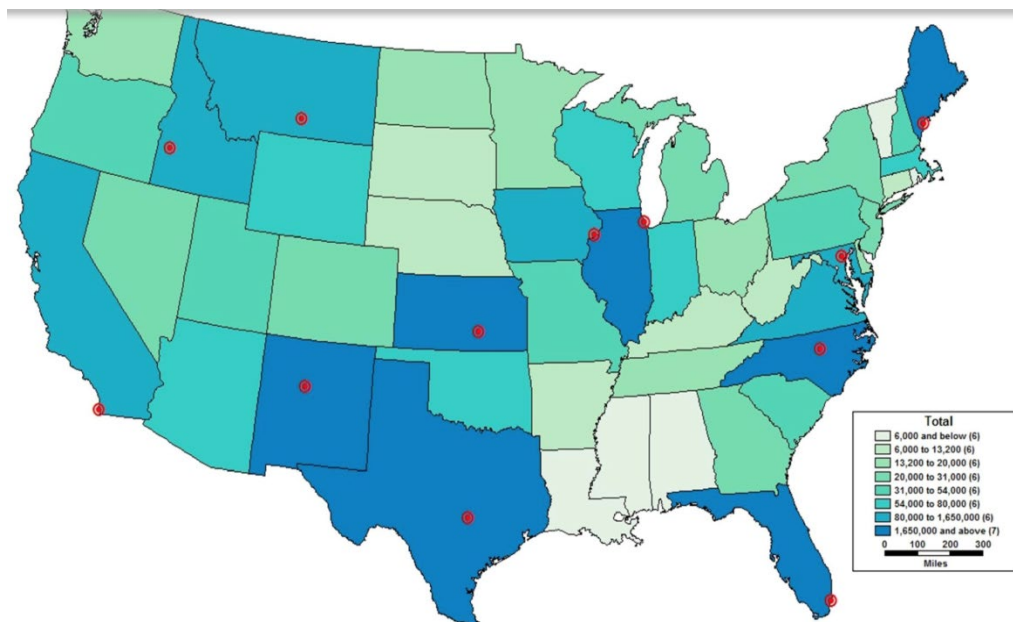 Total
6,000 and below (6)
6,000 to 13,200 (6)
13,200 to 20,000 (6)
20,000 to 31,000 (6)
31,000 to 54,000 (6)
54,000 to 80,000 (6)
80,000 to 1,650,000 (6)
1,650,000 and above (7)
0 100 200 300
Miles